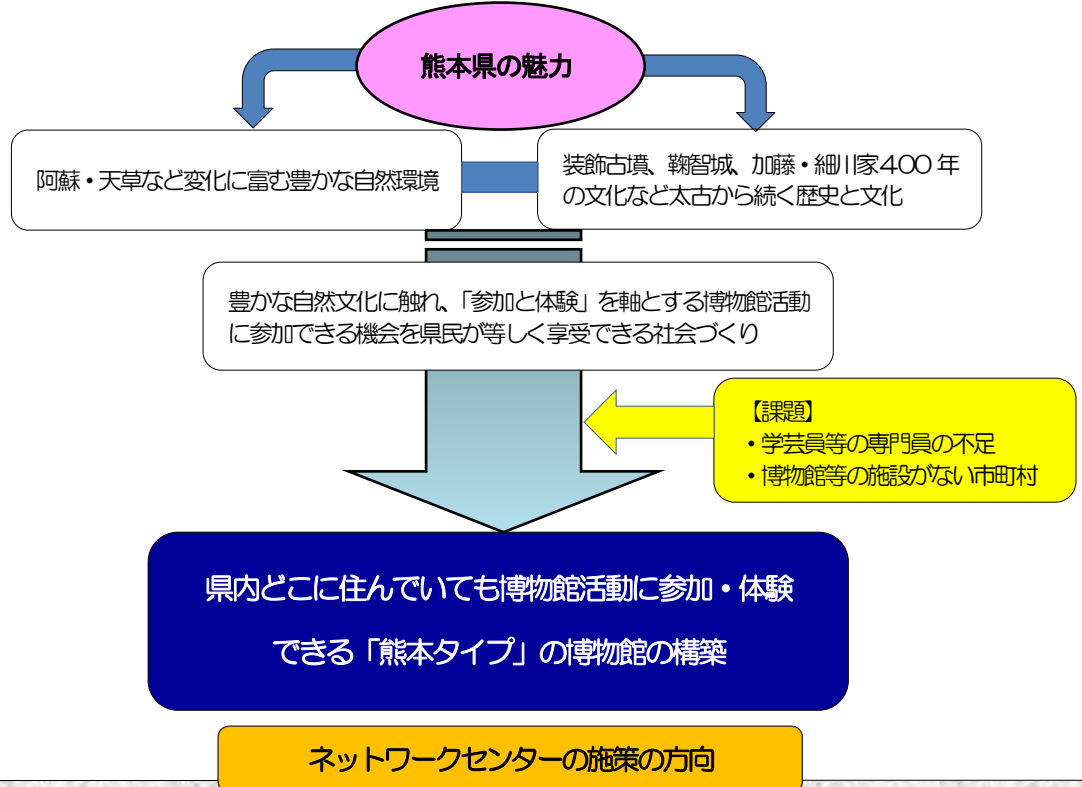 熊本県の魅力
阿蘇・天草など変化に富む豊かな自然環境
装飾古墳、鞠智城、加藤・細川家400年
の文化など太古から続く歴史と文化
豊かな自然文化に触れ、「参加と体験」を軸とする博物館活動
に参加できる機会を県民が等しく享受できる社会づくり
【課題】
・学芸員等の専門員の不足
・博物館等の施設がない市町村
県内どこに住んでいても博物館活動に参加・体験
できる「熊本タイプ」の博物館の構築
ネットワークセンターの施策の方向